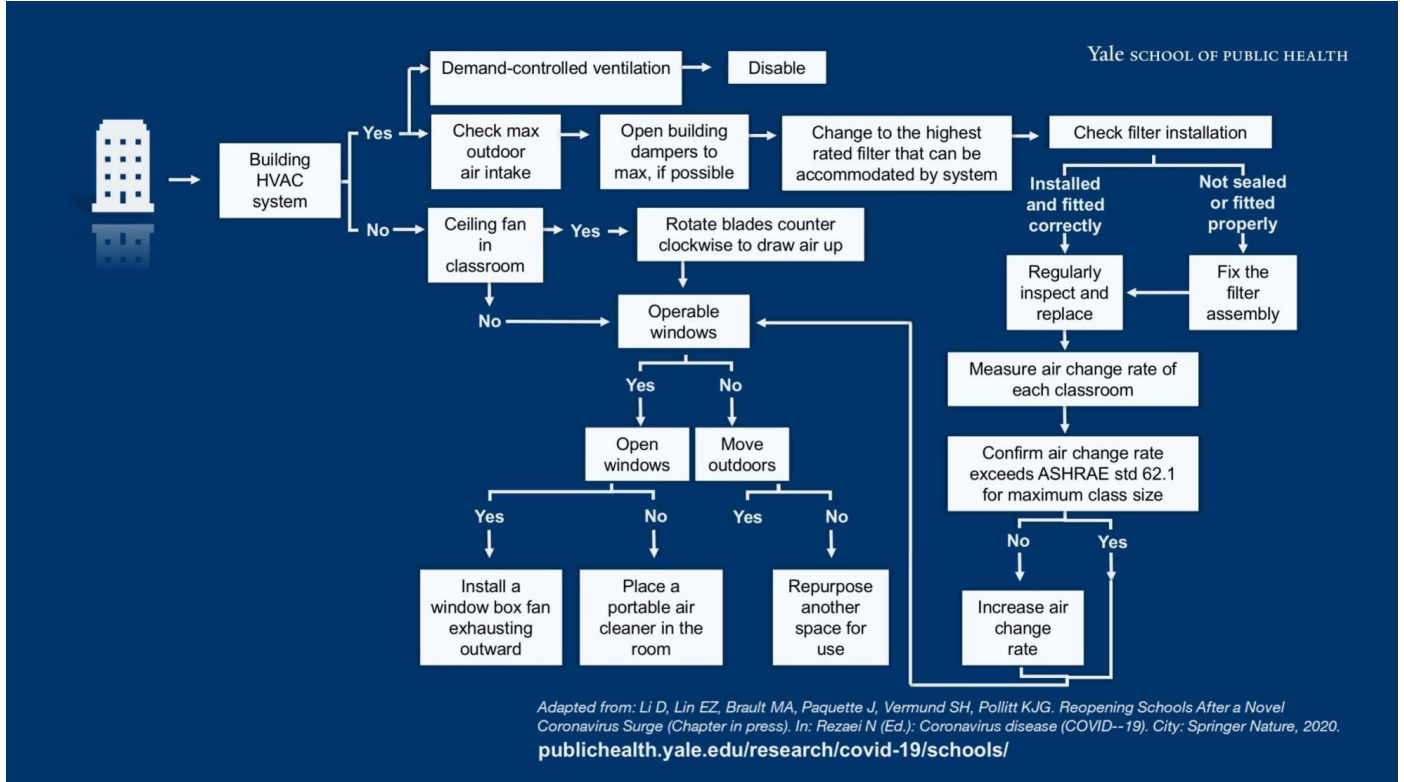 Yale SCHOOL OF PUBLIC HEALTH
Demand-controlled ventilation
Disable
Building
HVAC
system
Yes
Check max
outdoor
air intake
Open building
dampers to
max, if possible
Change to the highest
rated filter that can be
accommodated by system
Check filter installation
Installed
and fitted
correctly
Not sealed
or fitted
properly
No
Ceiling fan
in
classroom
Yes
Rotate blades counter
clockwise to draw air up
Regularly
inspect and
replace
Fix the
filter
assembly
No
Operable
windows
Measure air change rate of
each classroom
Yes
No
Open
windows
Move
outdoors
Confirm air change rate
exceeds ASHRAE std 62.1
for maximum class size
Yes
No
Yes
No
No
Yes
Install a
window box fan
exhausting
outward
Place a
portable air
cleaner in the
room
Repurpose
another
space for
use
Increase air
change
rate
Adapted from: Li D, Lin EZ, Brault MA, Paquette J, Vermund SH, Pollitt KJG. Reopening Schools After a Novel
Coronavirus Surge (Chapter in press). In: Rezaei N (Ed.): Coronavirus disease (COVID--19). City: Springer Nature, 2020.
publichealth.yale.edu/research/covid-19/schools/